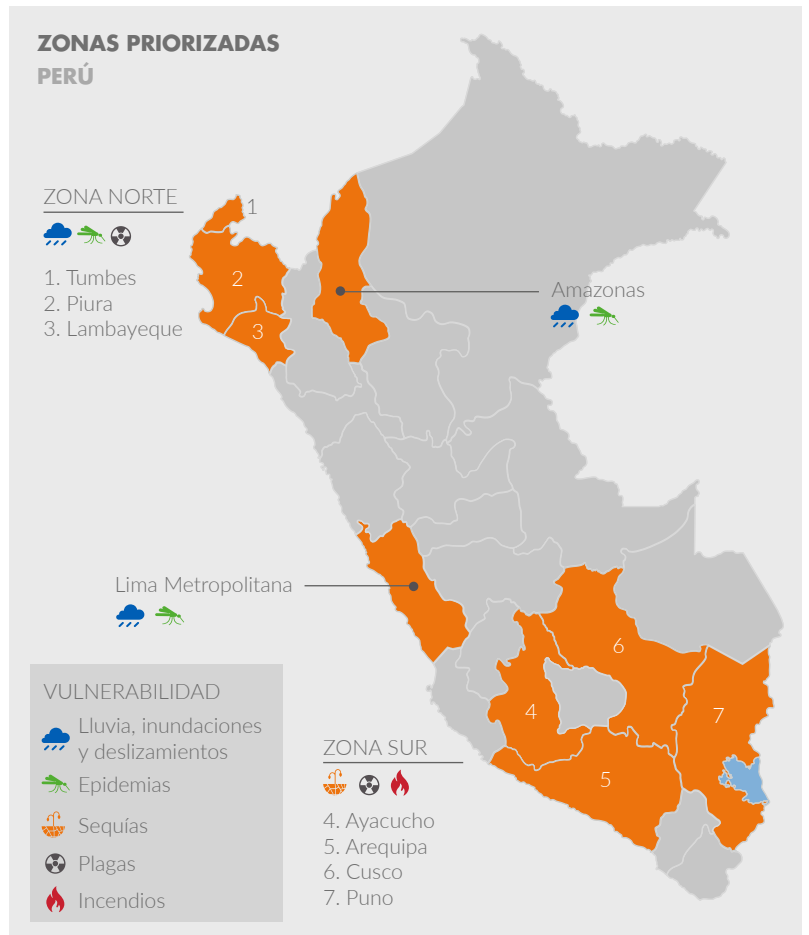 ZONAS PRIORIZADAS
PERÚ
ZONA NORTE
1. Tumbes
2. Piura
3. Lambayeque
1
2
3
Amazonas
Lima Metropolitana
VULNERABILIDAD
Lluvia, inundaciones
y deslizamientos
Epidemias
Sequías
Plagas
Incendios
ZONA SUR
4. Ayacucho
5. Arequipa
6. Cusco
7. Puno
4
5
6
7